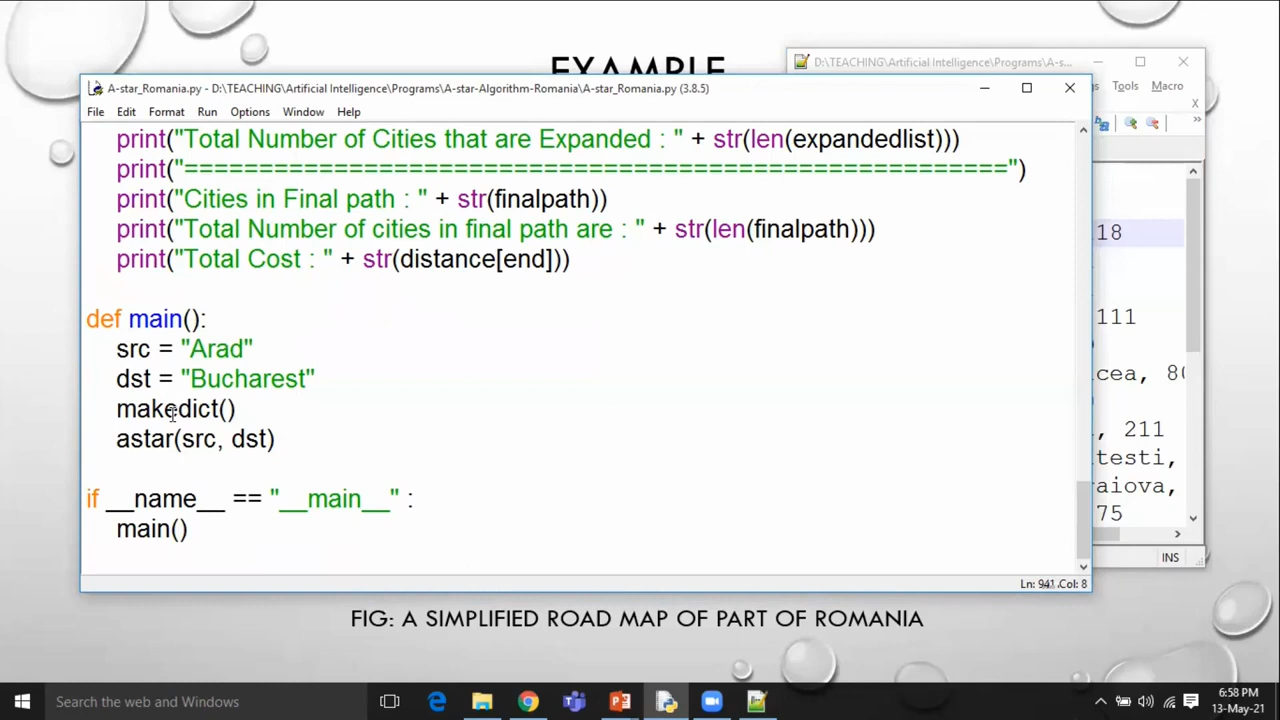 EXAMPLE
D:\TEACHING\Artificial Intelligence\Programs\A-s...
A-star_Romania.py - D:\TEACHING\Artificial Intelligence\Programs\A-star-Algorithm-Romania\A-star_Romania.py (3.8.5)
Tools Macro
X
File Edit Format Run Options Window Help
print("Total Number of Cities that are Expanded : " + str(len(expandedlist)))
print("=======================================================")
print("Cities in Final path : " + str(finalpath))
print("Total Number of cities in final path are : " + str(len(finalpath)))
print("Total Cost : " + str(distance[end]))
def main():
src = "Arad"
dst = "Bucharest"
makedict()
astar(src, dst)
if __name__ == "__main__" :
main()
18
111
cea, 80
, 211
testi,
raiova,
75
INS
Ln: 941 Col: 8
FIG: A SIMPLIFIED ROAD MAP OF PART OF ROMANIA
Search the web and Windows
6:58 PM
13-May-21